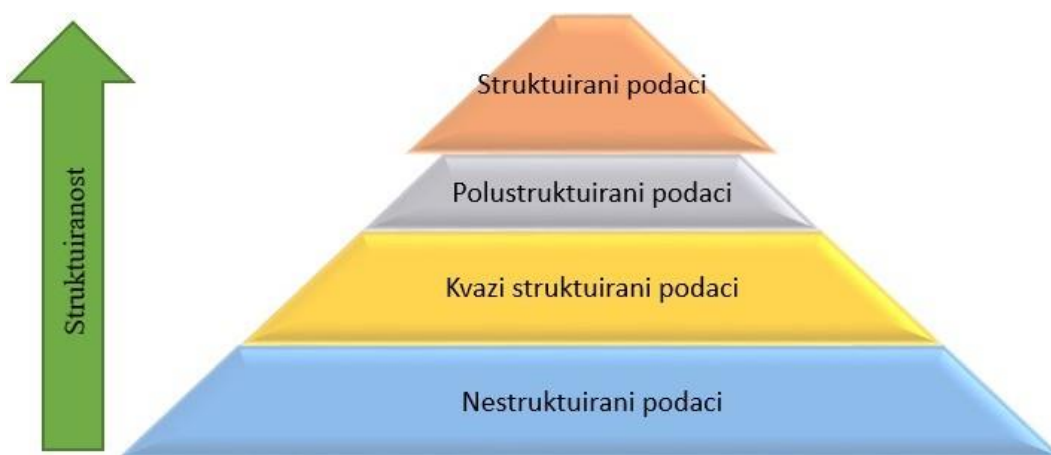 Struktuirani podaci
Polustruktuirani podaci
Kvazi struktuirani podaci
Nestruktuirani podaci
Struktuiranost